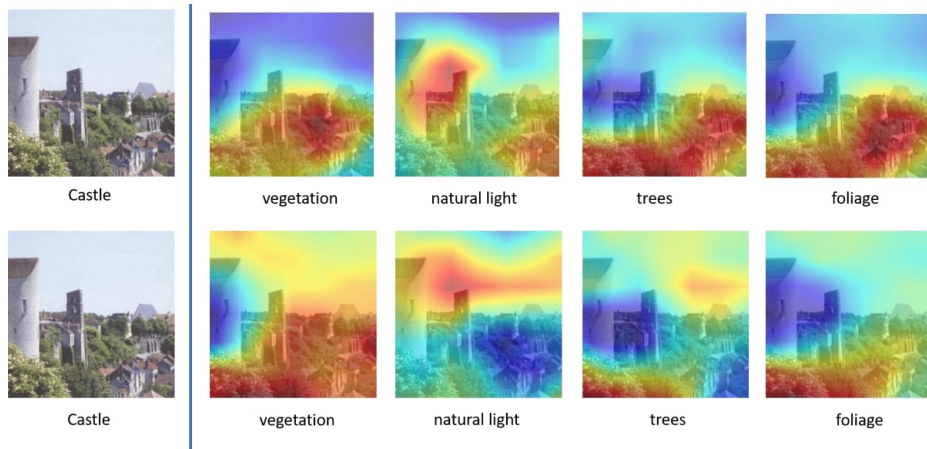 Castle
vegetation
natural light
trees
foliage
Castle
vegetation
natural light
trees
foliage